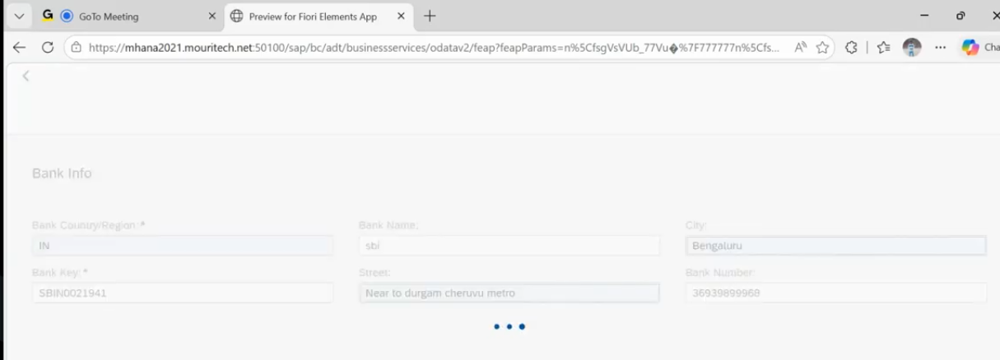 GoTo Meeting
Preview for Fiori Elements App
https://mhana2021.mouritech.net:50100/sap/bc/adt/businessservices/odatav2/feap?feapParams=n%5CfsgVsVUb_77Vu�%7F777777n%5Cfs...
Cha
Bank Info
Bank Country/Region:* Bank Name: City:
IN sbi Bengaluru
Bank Key:* Street: Bank Number:
SBIN0021941 Near to durgam cheruvu metro 36939899968